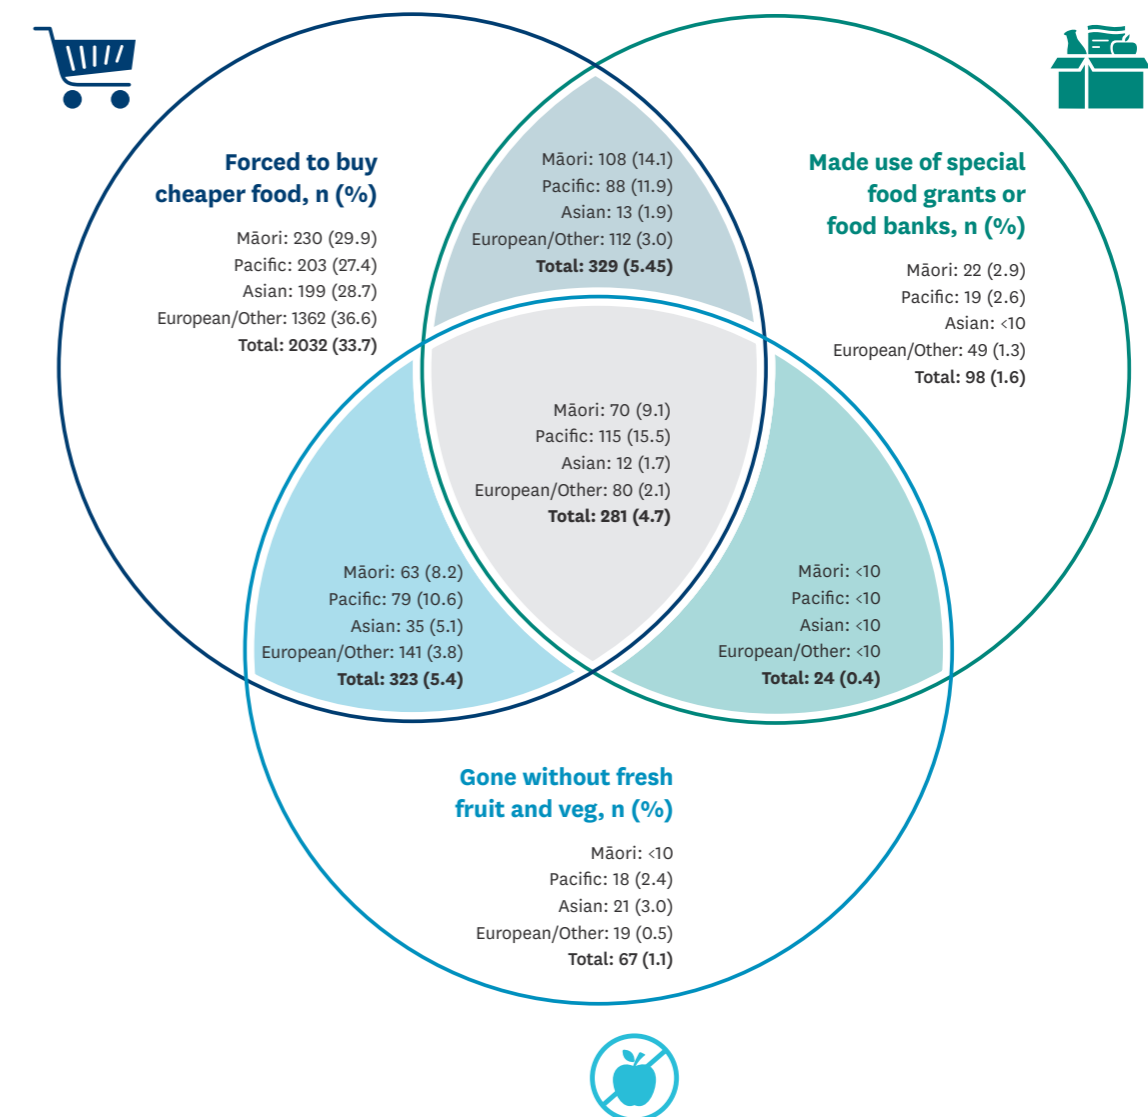 Forced to buy
cheaper food, n (%)
Māori: 230 (29.9)
Pacific: 203 (27.4)
Asian: 199 (28.7)
European/Other: 1362 (36.6)
Total: 2032 (33.7)
Māori: 108 (14.1)
Pacific: 88 (11.9)
Asian: 13 (1.9)
European/Other: 112 (3.0)
Total: 329 (5.45)
Made use of special
food grants or
food banks, n (%)
Māori: 22 (2.9)
Pacific: 19 (2.6)
Asian: <10
European/Other: 49 (1.3)
Total: 98 (1.6)
Māori: 70 (9.1)
Pacific: 115 (15.5)
Asian: 12 (1.7)
European/Other: 80 (2.1)
Total: 281 (4.7)
Māori: 63 (8.2)
Pacific: 79 (10.6)
Asian: 35 (5.1)
European/Other: 141 (3.8)
Total: 323 (5.4)
Māori: <10
Pacific: <10
Asian: <10
European/Other: <10
Total: 24 (0.4)
Gone without fresh
fruit and veg, n (%)
Māori: <10
Pacific: 18 (2.4)
Asian: 21 (3.0)
European/Other: 19 (0.5)
Total: 67 (1.1)